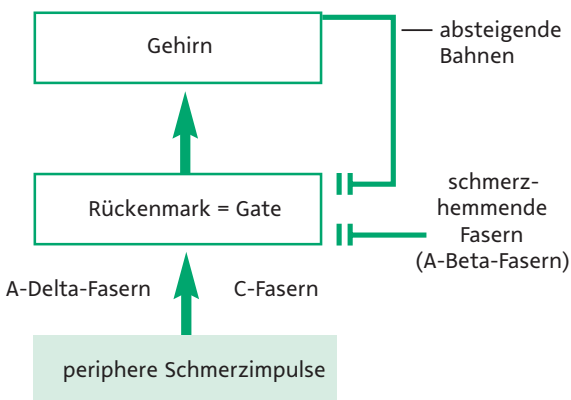 Gehirn
absteigende
Bahnen
Rückenmark = Gate
schmerz-
hemmende
Fasern
(A-Beta-Fasern)
A-Delta-Fasern
C-Fasern
periphere Schmerzimpulse